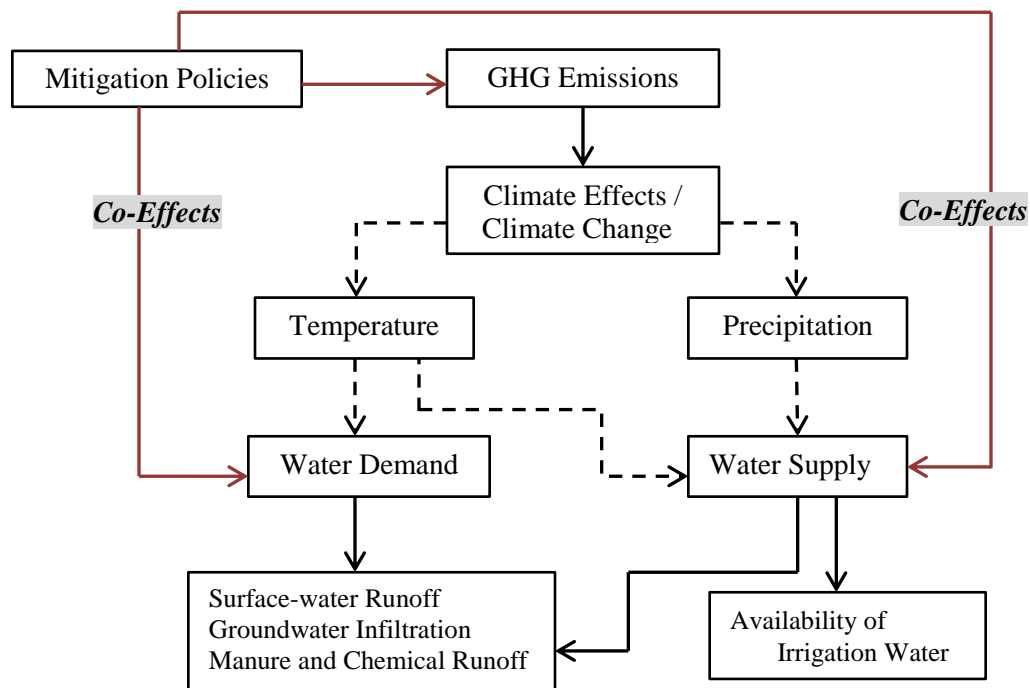 Mitigation Policies
GHG Emissions
Climate Effects /
Climate Change
Co-Effects
Co-Effects
Temperature
Precipitation
Water Demand
Water Supply
Surface-water Runoff
Groundwater Infiltration
Manure and Chemical Runoff
Availability of
Irrigation Water